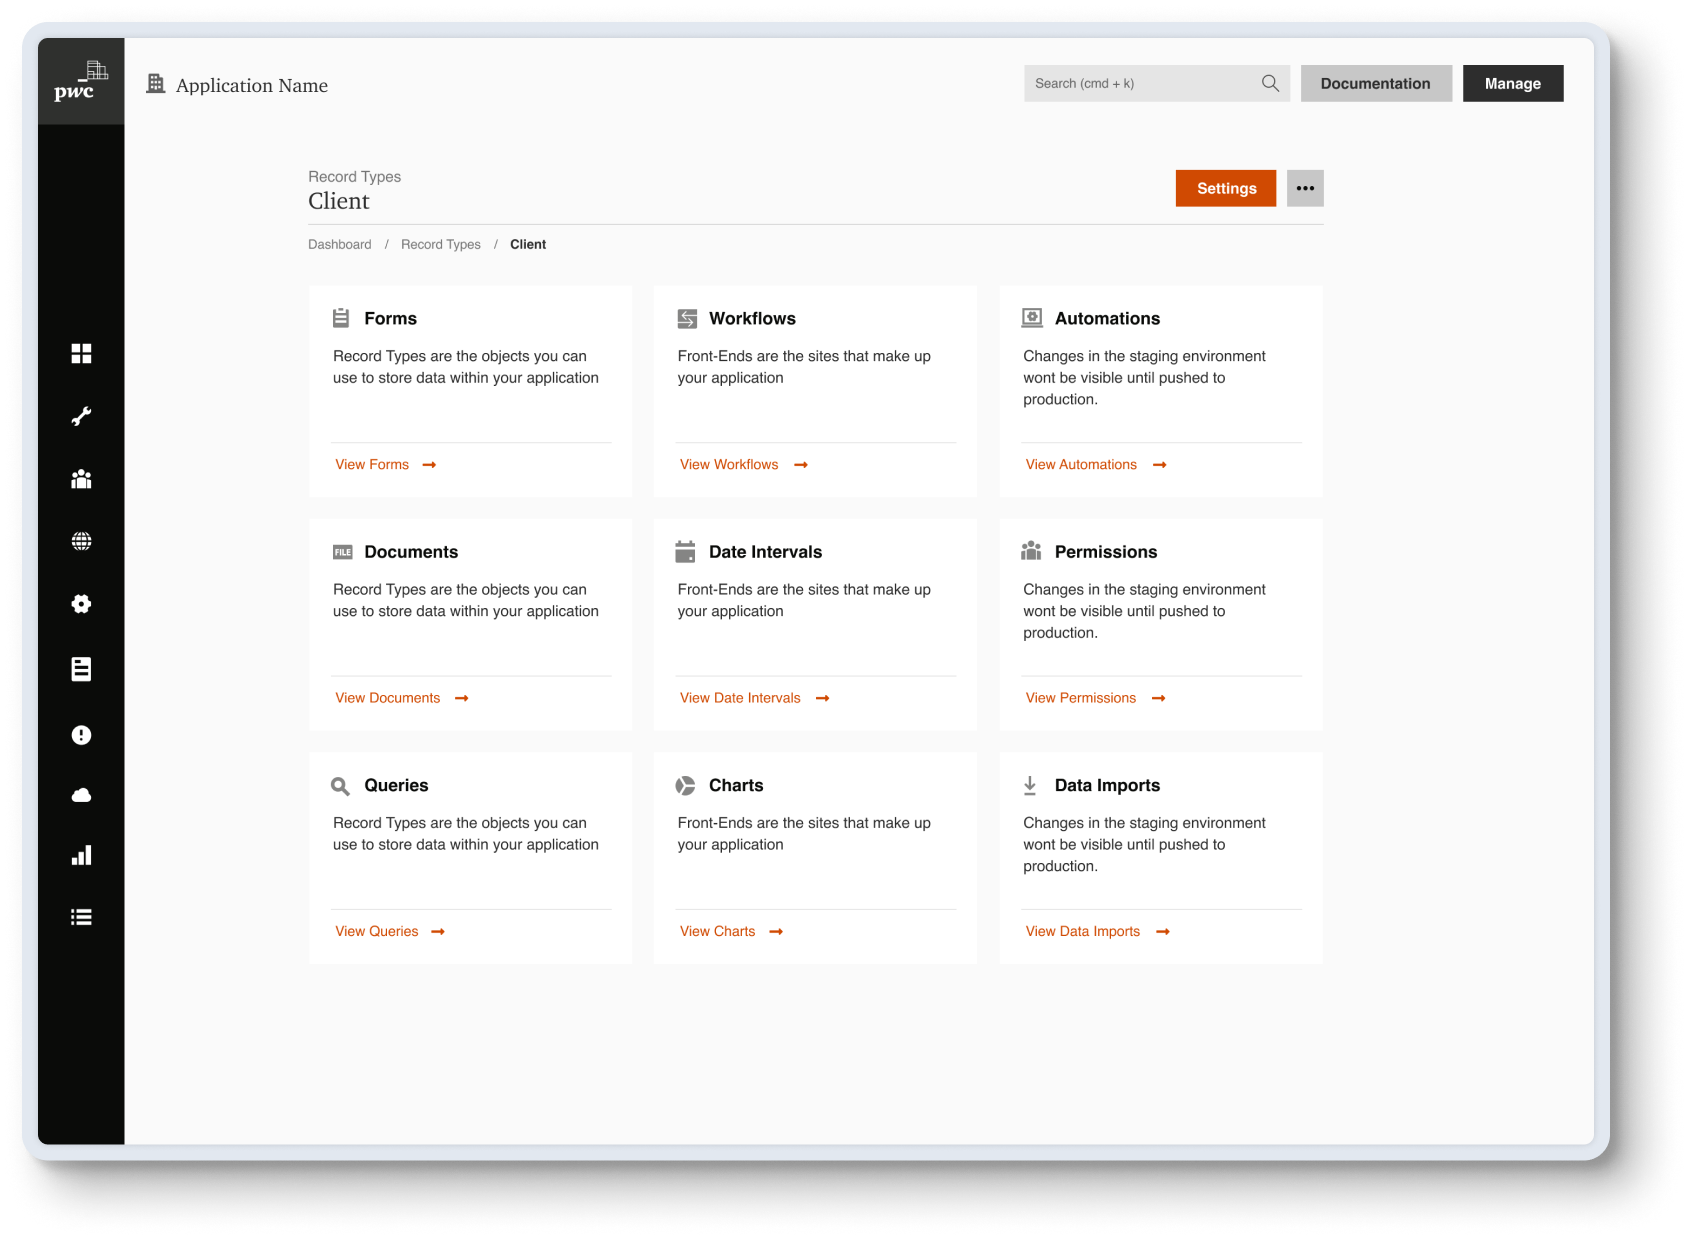 pwc
Application Name
Search (cmd + k)
Documentation
Manage
Record Types
Client
Settings
Dashboard / Record Types / Client
Forms
Record Types are the objects you can
use to store data within your application
View Forms
Workflows
Front-Ends are the sites that make up
your application
View Workflows
Automations
Changes in the staging environment
wont be visible until pushed to
production.
View Automations
FILE
Documents
Record Types are the objects you can
use to store data within your application
View Documents
Date Intervals
Front-Ends are the sites that make up
your application
View Date Intervals
Permissions
Changes in the staging environment
wont be visible until pushed to
production.
View Permissions
Queries
Record Types are the objects you can
use to store data within your application
View Queries
Charts
Front-Ends are the sites that make up
your application
View Charts
Data Imports
Changes in the staging environment
wont be visible until pushed to
production.
View Data Imports